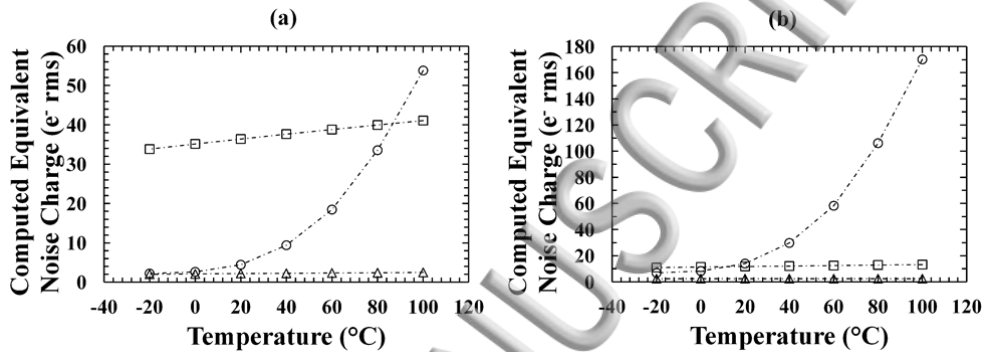 (a)
Computed Equivalent
Noise Charge (e- rms)
60
50
40
30
20
10
0
-40 -20 0 20 40 60 80 100 120
Temperature (°C)
(b)
Computed Equivalent
Noise Charge (e- rms)
180
160
140
120
100
80
60
40
20
0
-40 -20 0 20 40 60 80 100 120
Temperature (°C)
USCRI